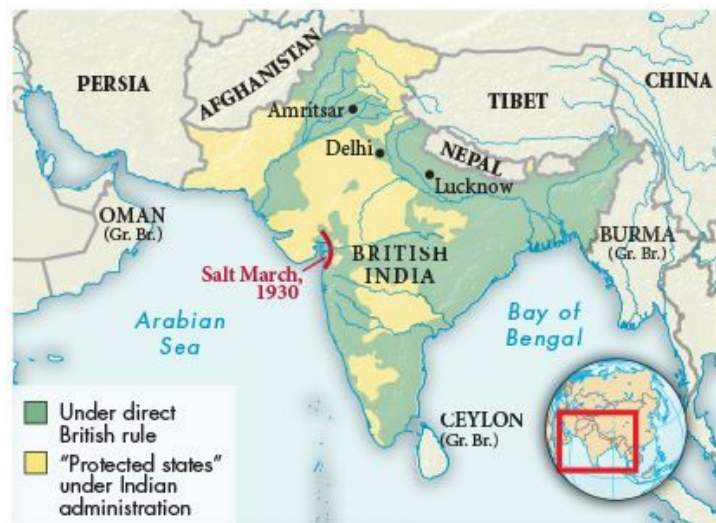 PERSIA
AFGHANISTAN
CHINA
TIBET
Amritsar
Delhi
NEPAL
Lucknow
OMAN
(Gr. Br.)
BURMA
(Gr. Br.)
BRITISH
INDIA
Salt March,
1930
Arabian
Sea
Bay of
Bengal
CEYLON
(Gr. Br.)
Under direct
British rule
"Protected states"
under Indian
administration